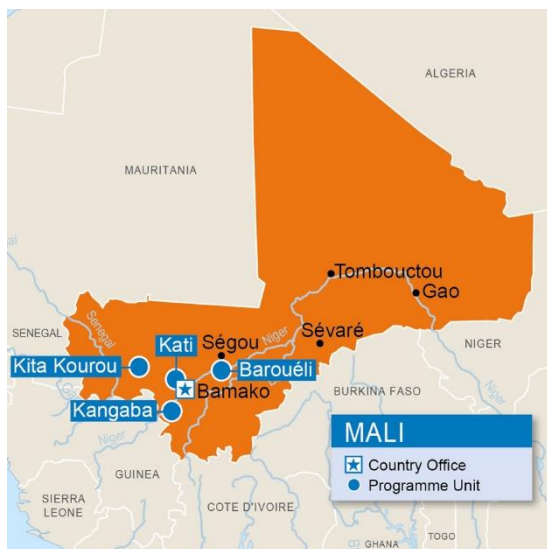 ALGERIA
MAURITANIA
Tombouctou
Gao
SENEGAL
Senegal
Niger
Ségou
Sévaré
Kati
NIGER
Kita Kourou
Barouéli
Bamako
BURKINA FASO
Kangaba
Niger
MALI
Country Office
Programme Unit
GUINEA
SIERRA
LEONE
COTE D'IVOIRE
GHANA
TOGO